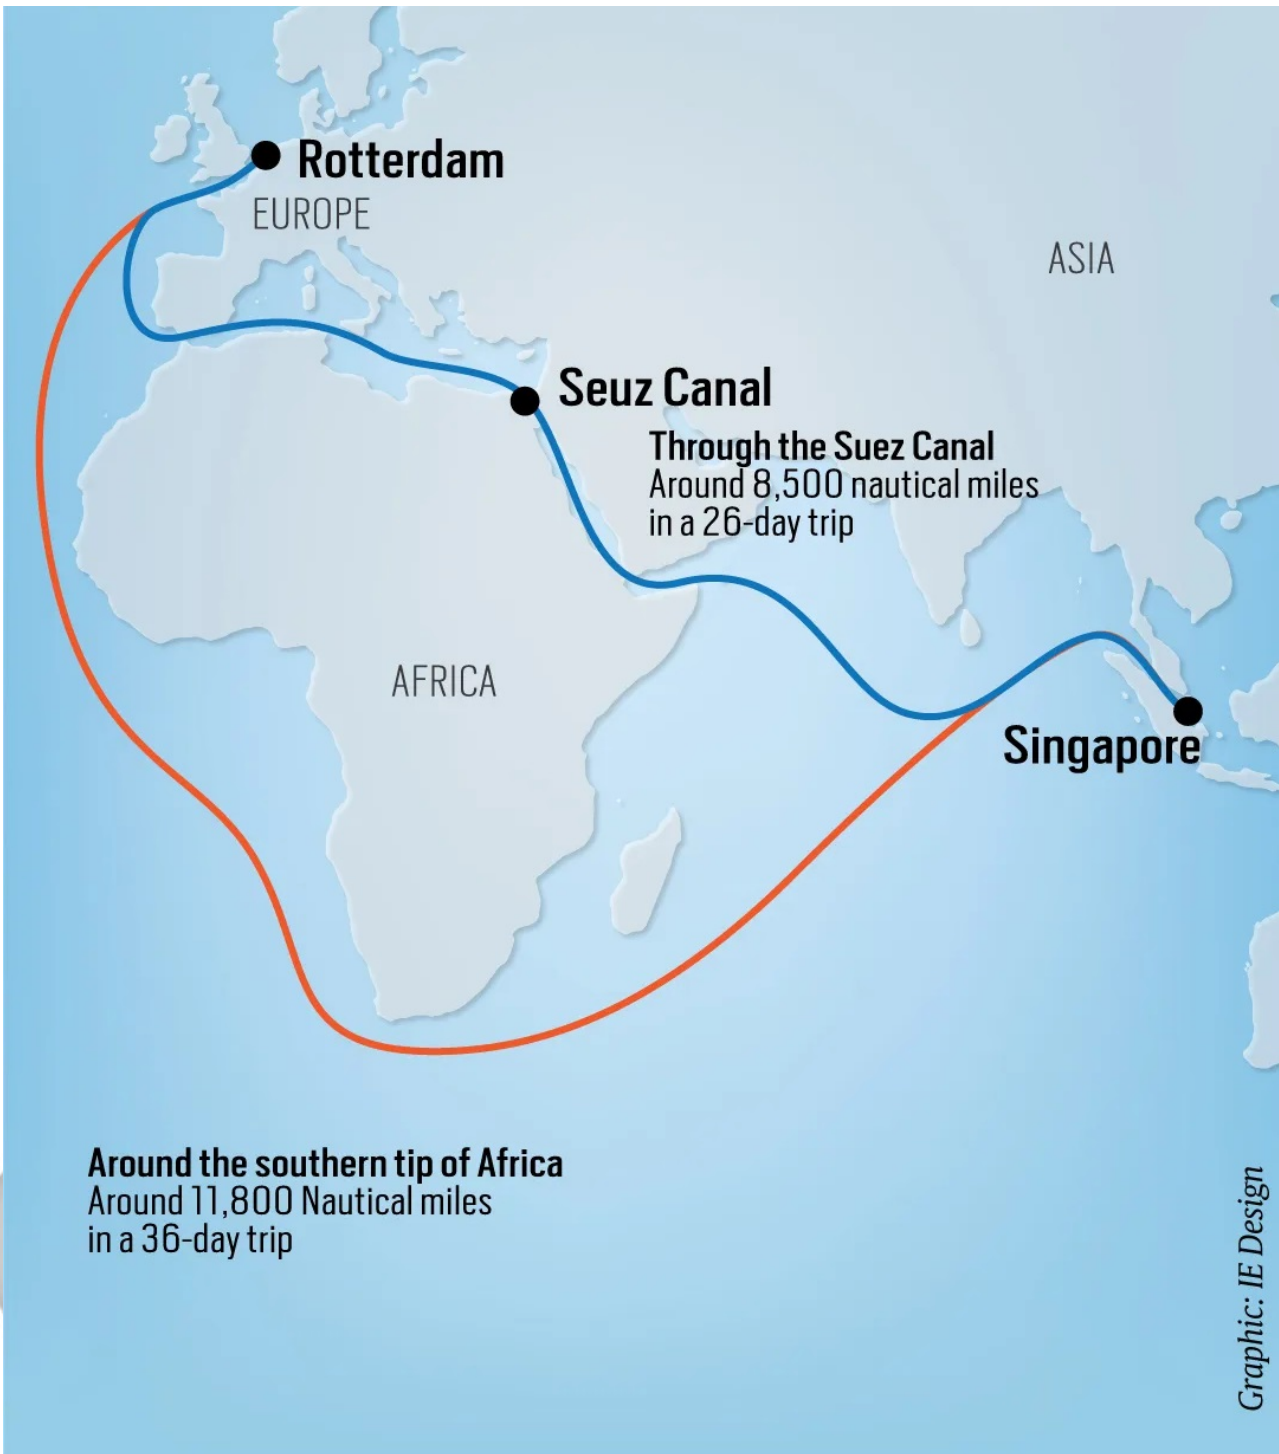 Rotterdam
EUROPE
ASIA
Seuz Canal
Through the Suez Canal
Around 8,500 nautical miles
in a 26-day trip
AFRICA
Singapore
Around the southern tip of Africa
Around 11,800 Nautical miles
in a 36-day trip
Graphic: IE Design